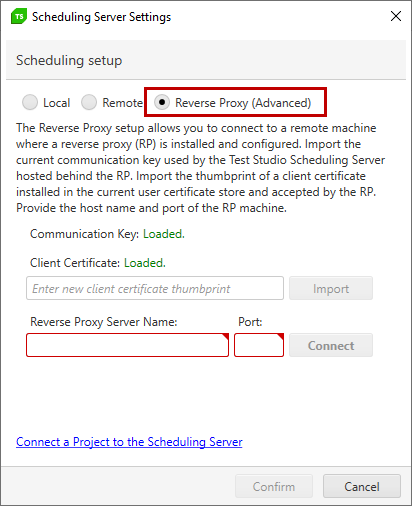 TS Scheduling Server Settings
Scheduling setup
Local Remote Reverse Proxy (Advanced)
The Reverse Proxy setup allows you to connect to a remote machine
where a reverse proxy (RP) is installed and configured. Import the
current communication key used by the Test Studio Scheduling Server
hosted behind the RP. Import the thumbprint of a client certificate
installed in the current user certificate store and accepted by the RP.
Provide the host name and port of the RP machine.
Communication Key: Loaded.
Client Certificate: Loaded.
Enter new client certificate thumbprint Import
Reverse Proxy Server Name: Port:
Connect
Connect a Project to the Scheduling Server
Confirm Cancel